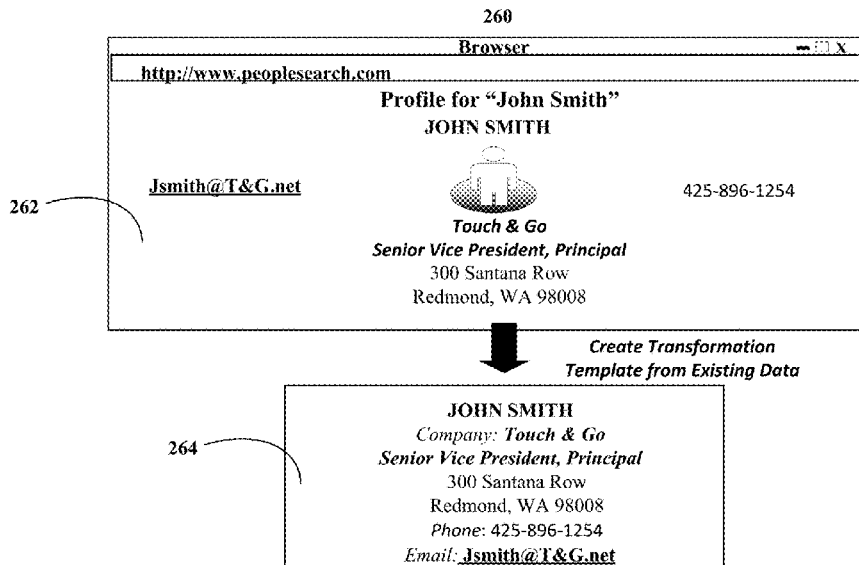 260
Browser X
http://www.peoplesearch.com
Profile for “John Smith”
JOHN SMITH
Jsmith@T&G.net
425-896-1254
262
Touch & Go
Senior Vice President, Principal
300 Santana Row
Redmond, WA 98008
Create Transformation
Template from Existing Data
264
JOHN SMITH
Company: Touch & Go
Senior Vice President, Principal
300 Santana Row
Redmond, WA 98008
Phone: 425-896-1254
Email: Jsmith@T&G.net